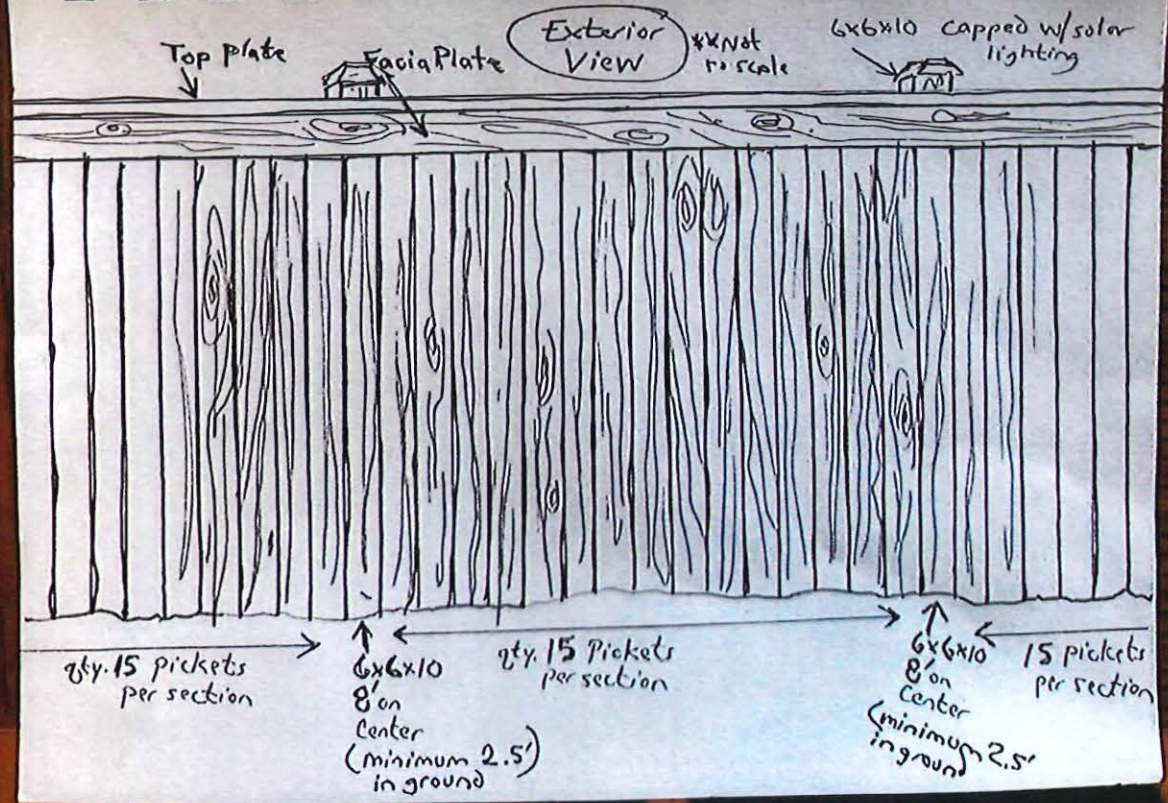 Top plate
Facia Plate
Exterior
View
**Not
to scale
6x6x10 capped w/solar
lighting
qty. 15 Pickets
per section
6x6x10
8'on
Center
(minimum 2.5')
in ground
qty. 15 Pickets
per section
6x6x10
8'on
Center
(minimum 2.5'
in ground
15 pickets
per section